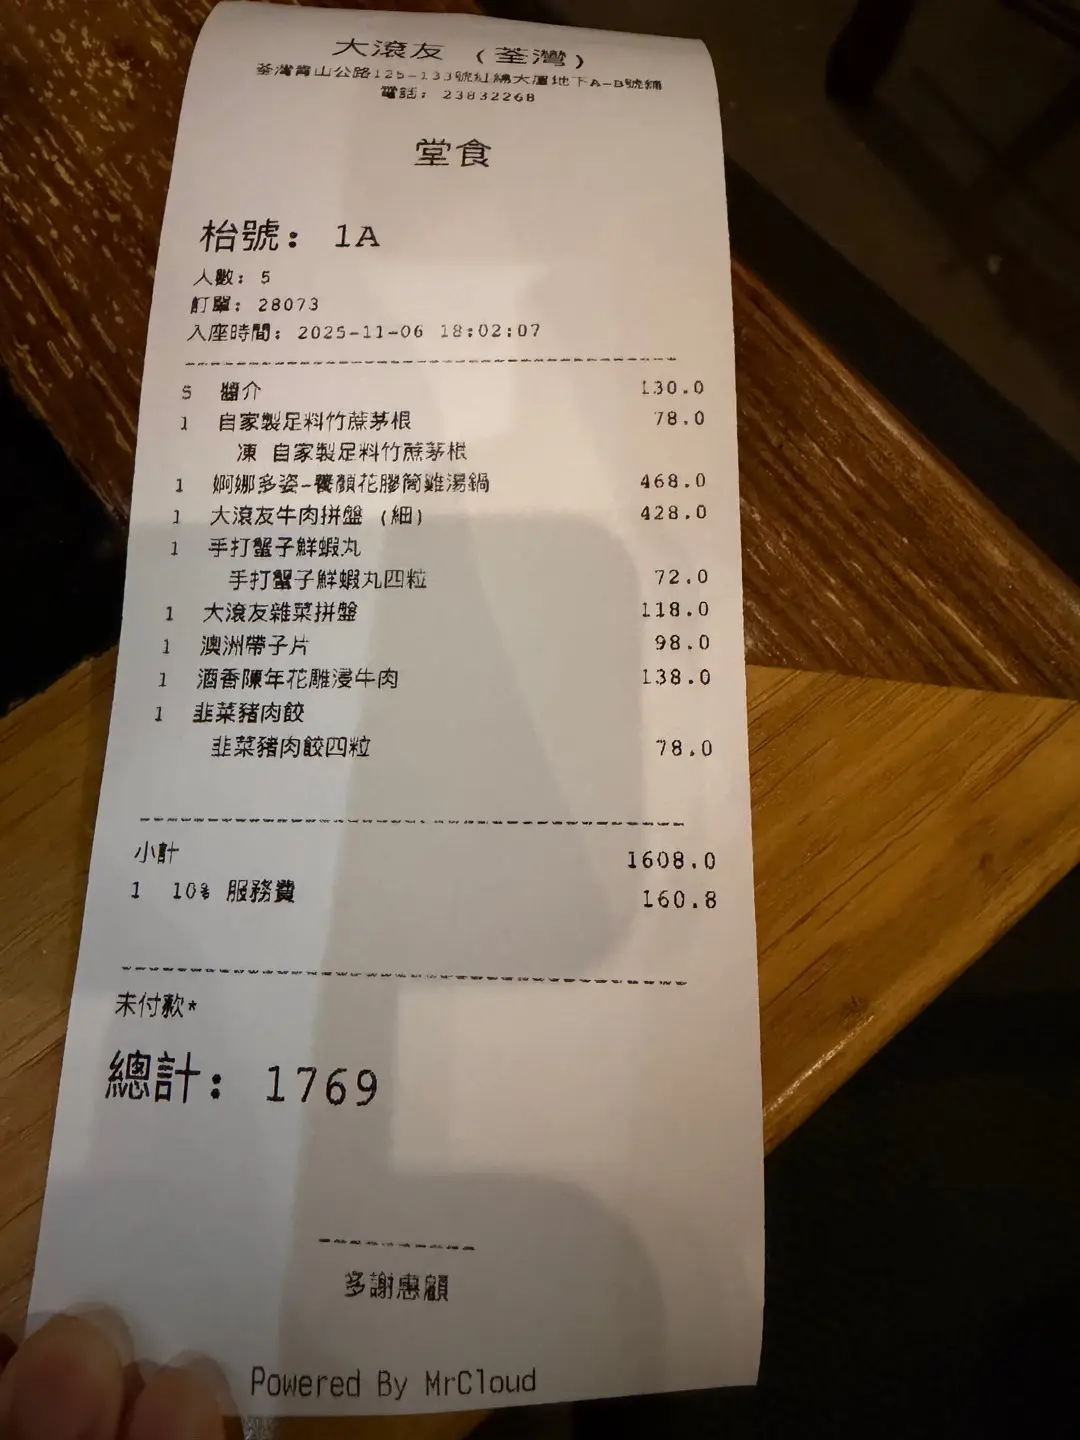 大滾友 (荃灣)
荃灣青山公路125-133號紅綿大廈地下A-B號鋪
電話: 23832268
堂食
枱號: 1A
人數: 5
訂單: 28073
入座時間: 2025-11-06 18:02:07
5 醬介 130.0
1 自家製足料竹蔗茅根 78.0
凍 自家製足料竹蔗茅根
1 婀娜多姿-養顏花膠筒雞湯鍋 468.0
1 大滾友牛肉拼盤 (細) 428.0
1 手打蟹子鮮蝦丸
手打蟹子鮮蝦丸四粒 72.0
1 大滾友雜菜拼盤 118.0
1 澳洲帶子片 98.0
1 酒香陳年花雕浸牛肉 138.0
1 韭菜豬肉餃
韭菜豬肉餃四粒 78.0
小計 1608.0
1 10% 服務費 160.8
未付款*
總計: 1769
多謝惠顧
Powered By MrCloud